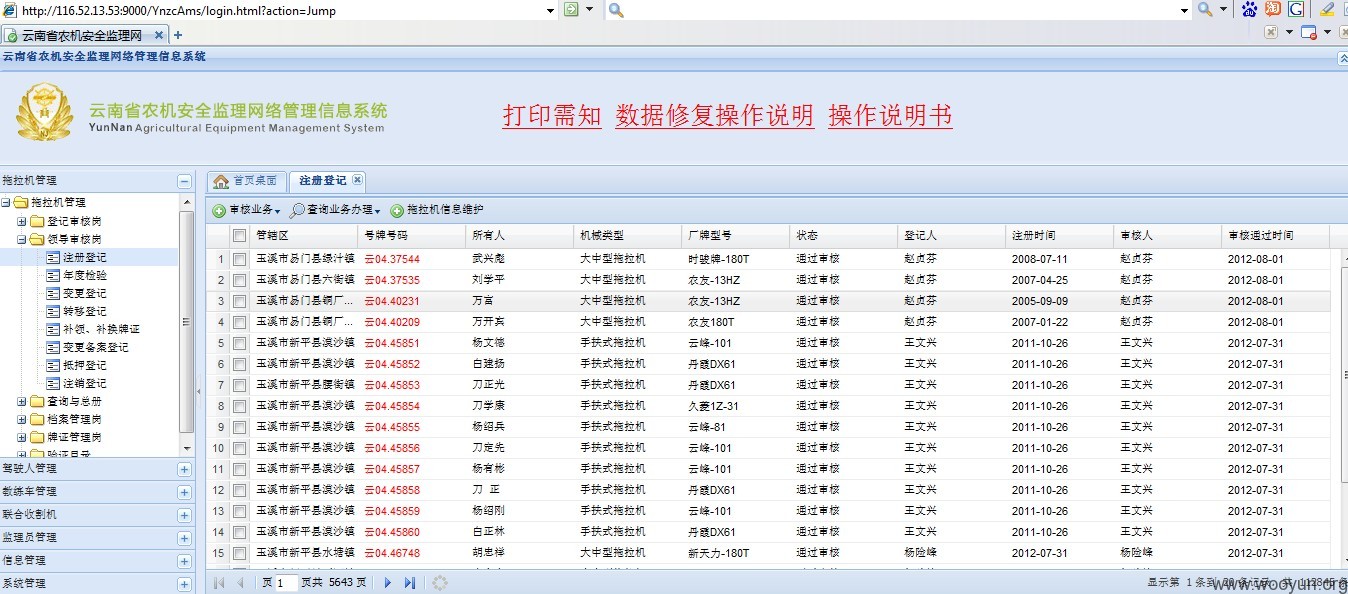 http://116.52.13.53:9000/YnzcAms/login.html?action=Jump
云南省农机安全监理网
云南省农机安全监理网络管理信息系统
云南省农机安全监理网络管理信息系统
YunNan Agricultural Equipment Management System
打印需知 数据修复操作说明 操作说明书
拖拉机管理
拖拉机管理
登记审核岗
领导审核岗
注册登记
年度检验
变更登记
转移登记
补领、补换牌证
变更备案登记
抵押登记
注销登记
查询与总册
档案管理岗
牌证管理岗
驾驶人管理
教练车管理
联合收割机
监理员管理
信息管理
系统管理
首页桌面 注册登记
审核业务 查询业务办理 拖拉机信息维护
管辖区 号牌号码 所有人 机械类型 厂牌型号 状态 登记人 注册时间 审核人 审核通过时间
1 玉溪市易门县绿汁镇 云04.37544 武兴彪 大中型拖拉机 时骏牌-180T 通过审核 赵贞芬 2008-07-11 赵贞芬 2012-08-01
2 玉溪市易门县六街镇 云04.37535 刘学平 大中型拖拉机 农友-13HZ 通过审核 赵贞芬 2007-04-25 赵贞芬 2012-08-01
3 玉溪市易门县铜厂... 云04.40231 万富 大中型拖拉机 农友-13HZ 通过审核 赵贞芬 2005-09-09 赵贞芬 2012-08-01
4 玉溪市易门县铜厂... 云04.40209 万开宾 大中型拖拉机 农友180T 通过审核 赵贞芬 2007-01-22 赵贞芬 2012-08-01
5 玉溪市新平县漠沙镇 云04.45851 杨文德 手扶式拖拉机 云峰-101 通过审核 王文兴 2011-10-26 王文兴 2012-07-31
6 玉溪市新平县漠沙镇 云04.45852 白建扬 手扶式拖拉机 丹霞DX61 通过审核 王文兴 2011-10-26 王文兴 2012-07-31
7 玉溪市新平县腰街镇 云04.45853 刀正光 手扶式拖拉机 丹霞DX61 通过审核 王文兴 2011-10-26 王文兴 2012-07-31
8 玉溪市新平县漠沙镇 云04.45854 刀学康 手扶式拖拉机 久菱1Z-31 通过审核 王文兴 2011-10-26 王文兴 2012-07-31
9 玉溪市新平县漠沙镇 云04.45855 杨绍兵 手扶式拖拉机 云峰-81 通过审核 王文兴 2011-10-26 王文兴 2012-07-31
10 玉溪市新平县漠沙镇 云04.45856 刀定先 手扶式拖拉机 云峰-101 通过审核 王文兴 2011-10-26 王文兴 2012-07-31
11 玉溪市新平县漠沙镇 云04.45857 杨有彬 手扶式拖拉机 云峰-101 通过审核 王文兴 2011-10-26 王文兴 2012-07-31
12 玉溪市新平县漠沙镇 云04.45858 刀 正 手扶式拖拉机 丹霞DX61 通过审核 王文兴 2011-10-26 王文兴 2012-07-31
13 玉溪市新平县漠沙镇 云04.45859 杨绍刚 手扶式拖拉机 云峰-101 通过审核 王文兴 2011-10-26 王文兴 2012-07-31
14 玉溪市新平县漠沙镇 云04.45860 白正林 手扶式拖拉机 丹霞DX61 通过审核 王文兴 2011-10-26 王文兴 2012-07-31
15 玉溪市新平县水塘镇 云04.46748 胡忠祥 大中型拖拉机 新天力-180T 通过审核 杨险峰 2012-07-31 杨险峰 2012-07-31
页 1 页共 5643 页
显示第 1 条到 20 条记录
www.wooyun.org